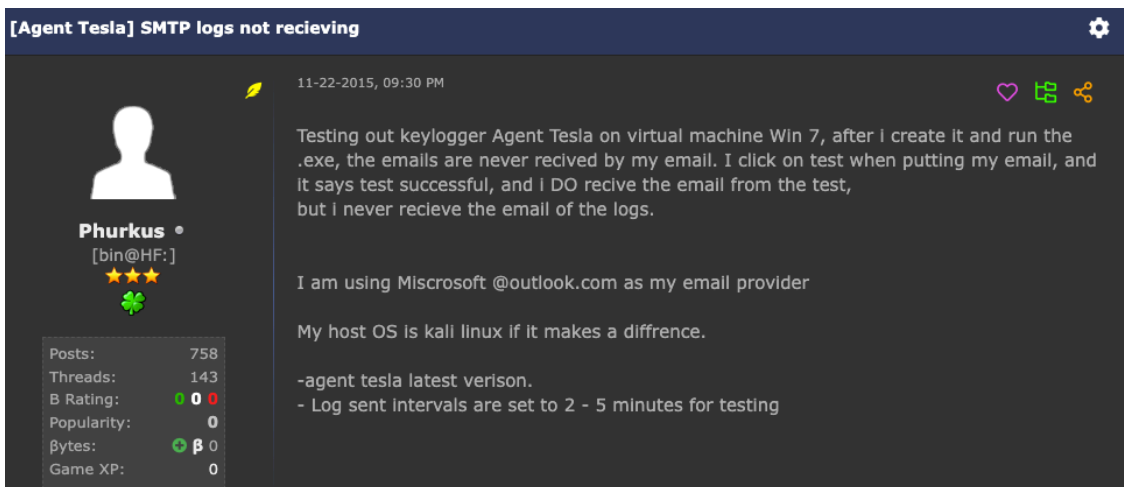 [Agent Tesla] SMTP logs not recieving
11-22-2015, 09:30 PM
Testing out keylogger Agent Tesla on virtual machine Win 7, after i create it and run the
.exe, the emails are never recived by my email. I click on test when putting my email, and
it says test successful, and i DO recive the email from the test,
but i never recieve the email of the logs.
I am using Miscrosoft @outlook.com as my email provider
My host OS is kali linux if it makes a diffrence.
-agent tesla latest verison.
- Log sent intervals are set to 2 - 5 minutes for testing
Phurkus
[bin@HF:]
Posts: 758
Threads: 143
B Rating: 0 0 0
Popularity: 0
βytes: β 0
Game XP: 0